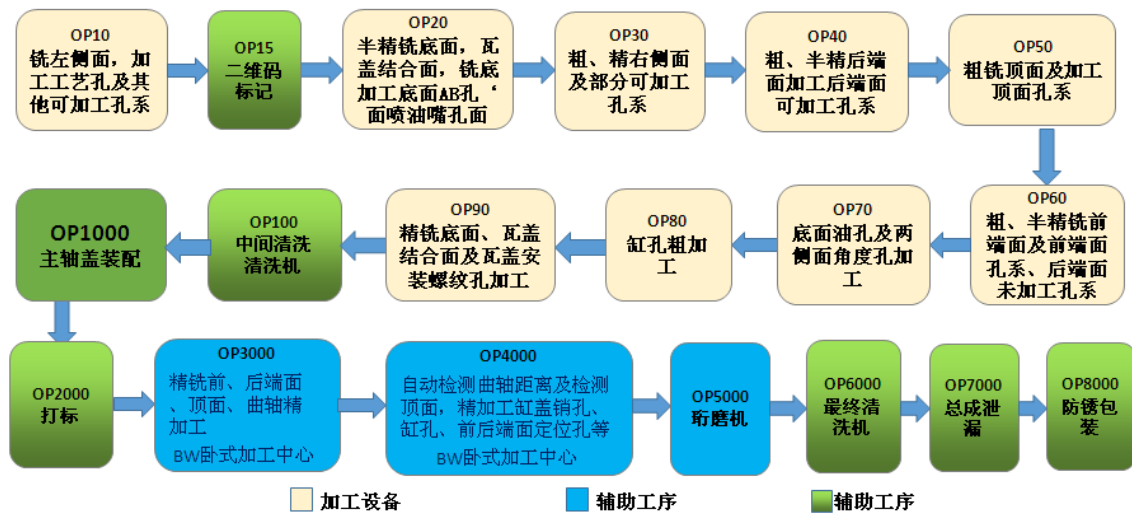 OP10
铣左侧面，加
工工艺孔及其
他可加工孔系
OP15
二维码
标记
OP20
半精铣底面，瓦
盖结合面，铣底
加工底面AB孔‘
面喷油嘴孔面
OP30
粗、精右侧面
及部分可加工
孔系
OP40
粗、半精后端
面加工后端面
可加工孔系
OP50
粗铣顶面及加工
顶面孔系
OP1000
主轴盖装配
OP100
中间清洗
清洗机
OP90
精铣底面、瓦盖
结合面及瓦盖安
装螺纹孔加工
OP80
缸孔粗加
工
OP70
底面油孔及两
侧面角度孔加
工
OP60
粗、半精铣前
端面及前端面
孔系、后端面
未加工孔系
OP2000
打标
OP3000
精铣前、后端面
、顶面、曲轴精
加工
BW卧式加工中心
OP4000
自动检测曲轴距离及检测
顶面，精加工缸盖销孔、
缸孔、前后端面定位孔等
BW卧式加工中心
OP5000
珩磨机
OP6000
最终清
洗机
OP7000
总成泄
漏
OP8000
防锈包
装
加工设备
辅助工序
辅助工序